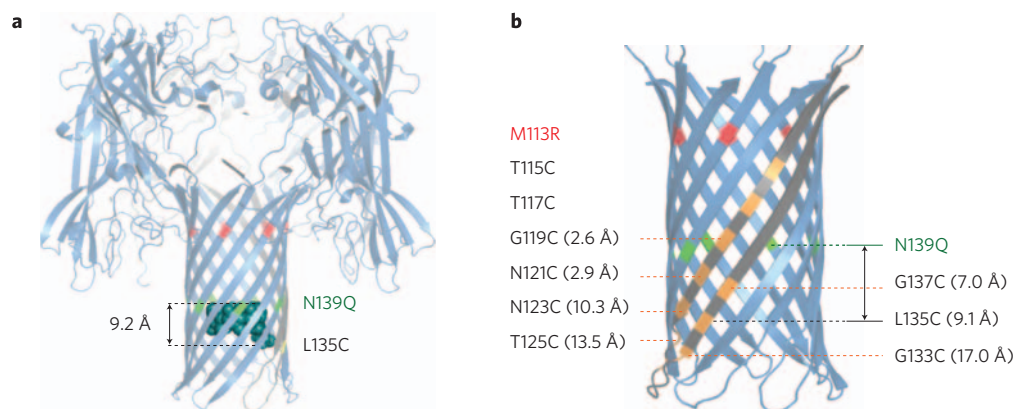 a
9.2 Å
N139Q
L135C
b
M113R
T115C
T117C
G119C (2.6 Å)
N121C (2.9 Å)
N123C (10.3 Å)
T125C (13.5 Å)
N139Q
G137C (7.0 Å)
L135C (9.1 Å)
G133C (17.0 Å)